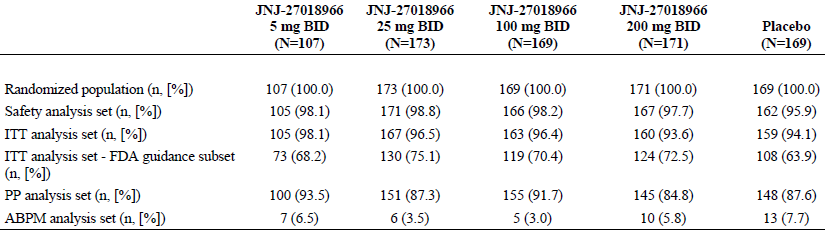 JNJ-27018966 JNJ-27018966 JNJ-27018966 JNJ-27018966
5 mg BID 25 mg BID 100 mg BID 200 mg BID Placebo
(N=107) (N=173) (N=169) (N=171) (N=169)
Randomized population (n, [%]) 107 (100.0) 173 (100.0) 169 (100.0) 171 (100.0) 169 (100.0)
Safety analysis set (n, [%]) 105 (98.1) 171 (98.8) 166 (98.2) 167 (97.7) 162 (95.9)
ITT analysis set (n, [%]) 105 (98.1) 167 (96.5) 163 (96.4) 160 (93.6) 159 (94.1)
ITT analysis set - FDA guidance subset 73 (68.2) 130 (75.1) 119 (70.4) 124 (72.5) 108 (63.9)
(n, [%])
PP analysis set (n, [%]) 100 (93.5) 151 (87.3) 155 (91.7) 145 (84.8) 148 (87.6)
ABPM analysis set (n, [%]) 7 (6.5) 6 (3.5) 5 (3.0) 10 (5.8) 13 (7.7)